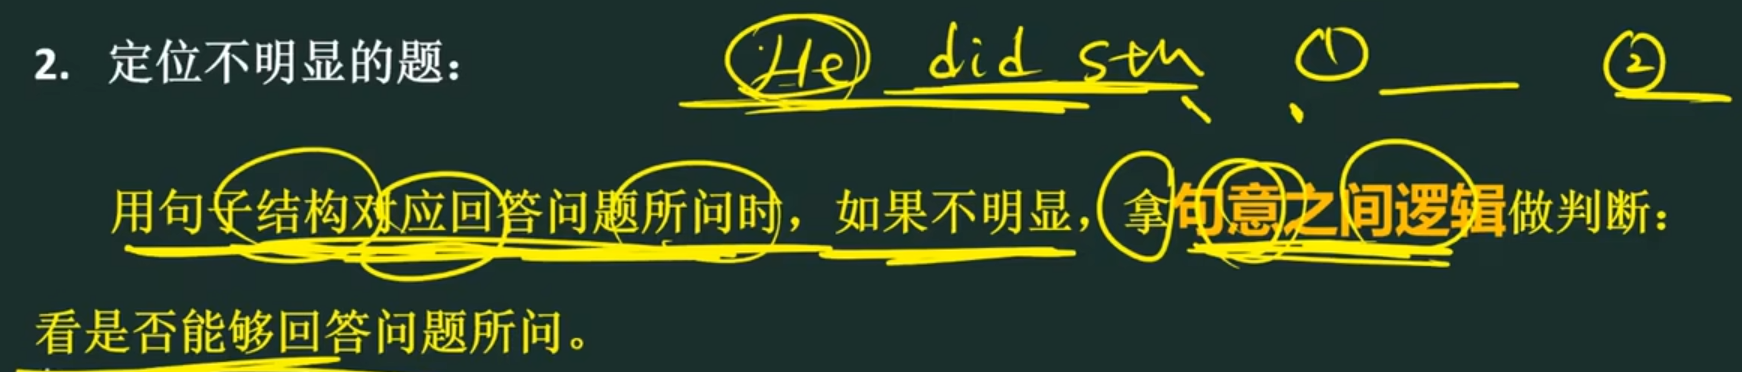 2. 定位不明显的题： He did sth ① ②
用句子结构对应回答问题所问时，如果不明显，拿句意之间逻辑做判断：
看是否能够回答问题所问。